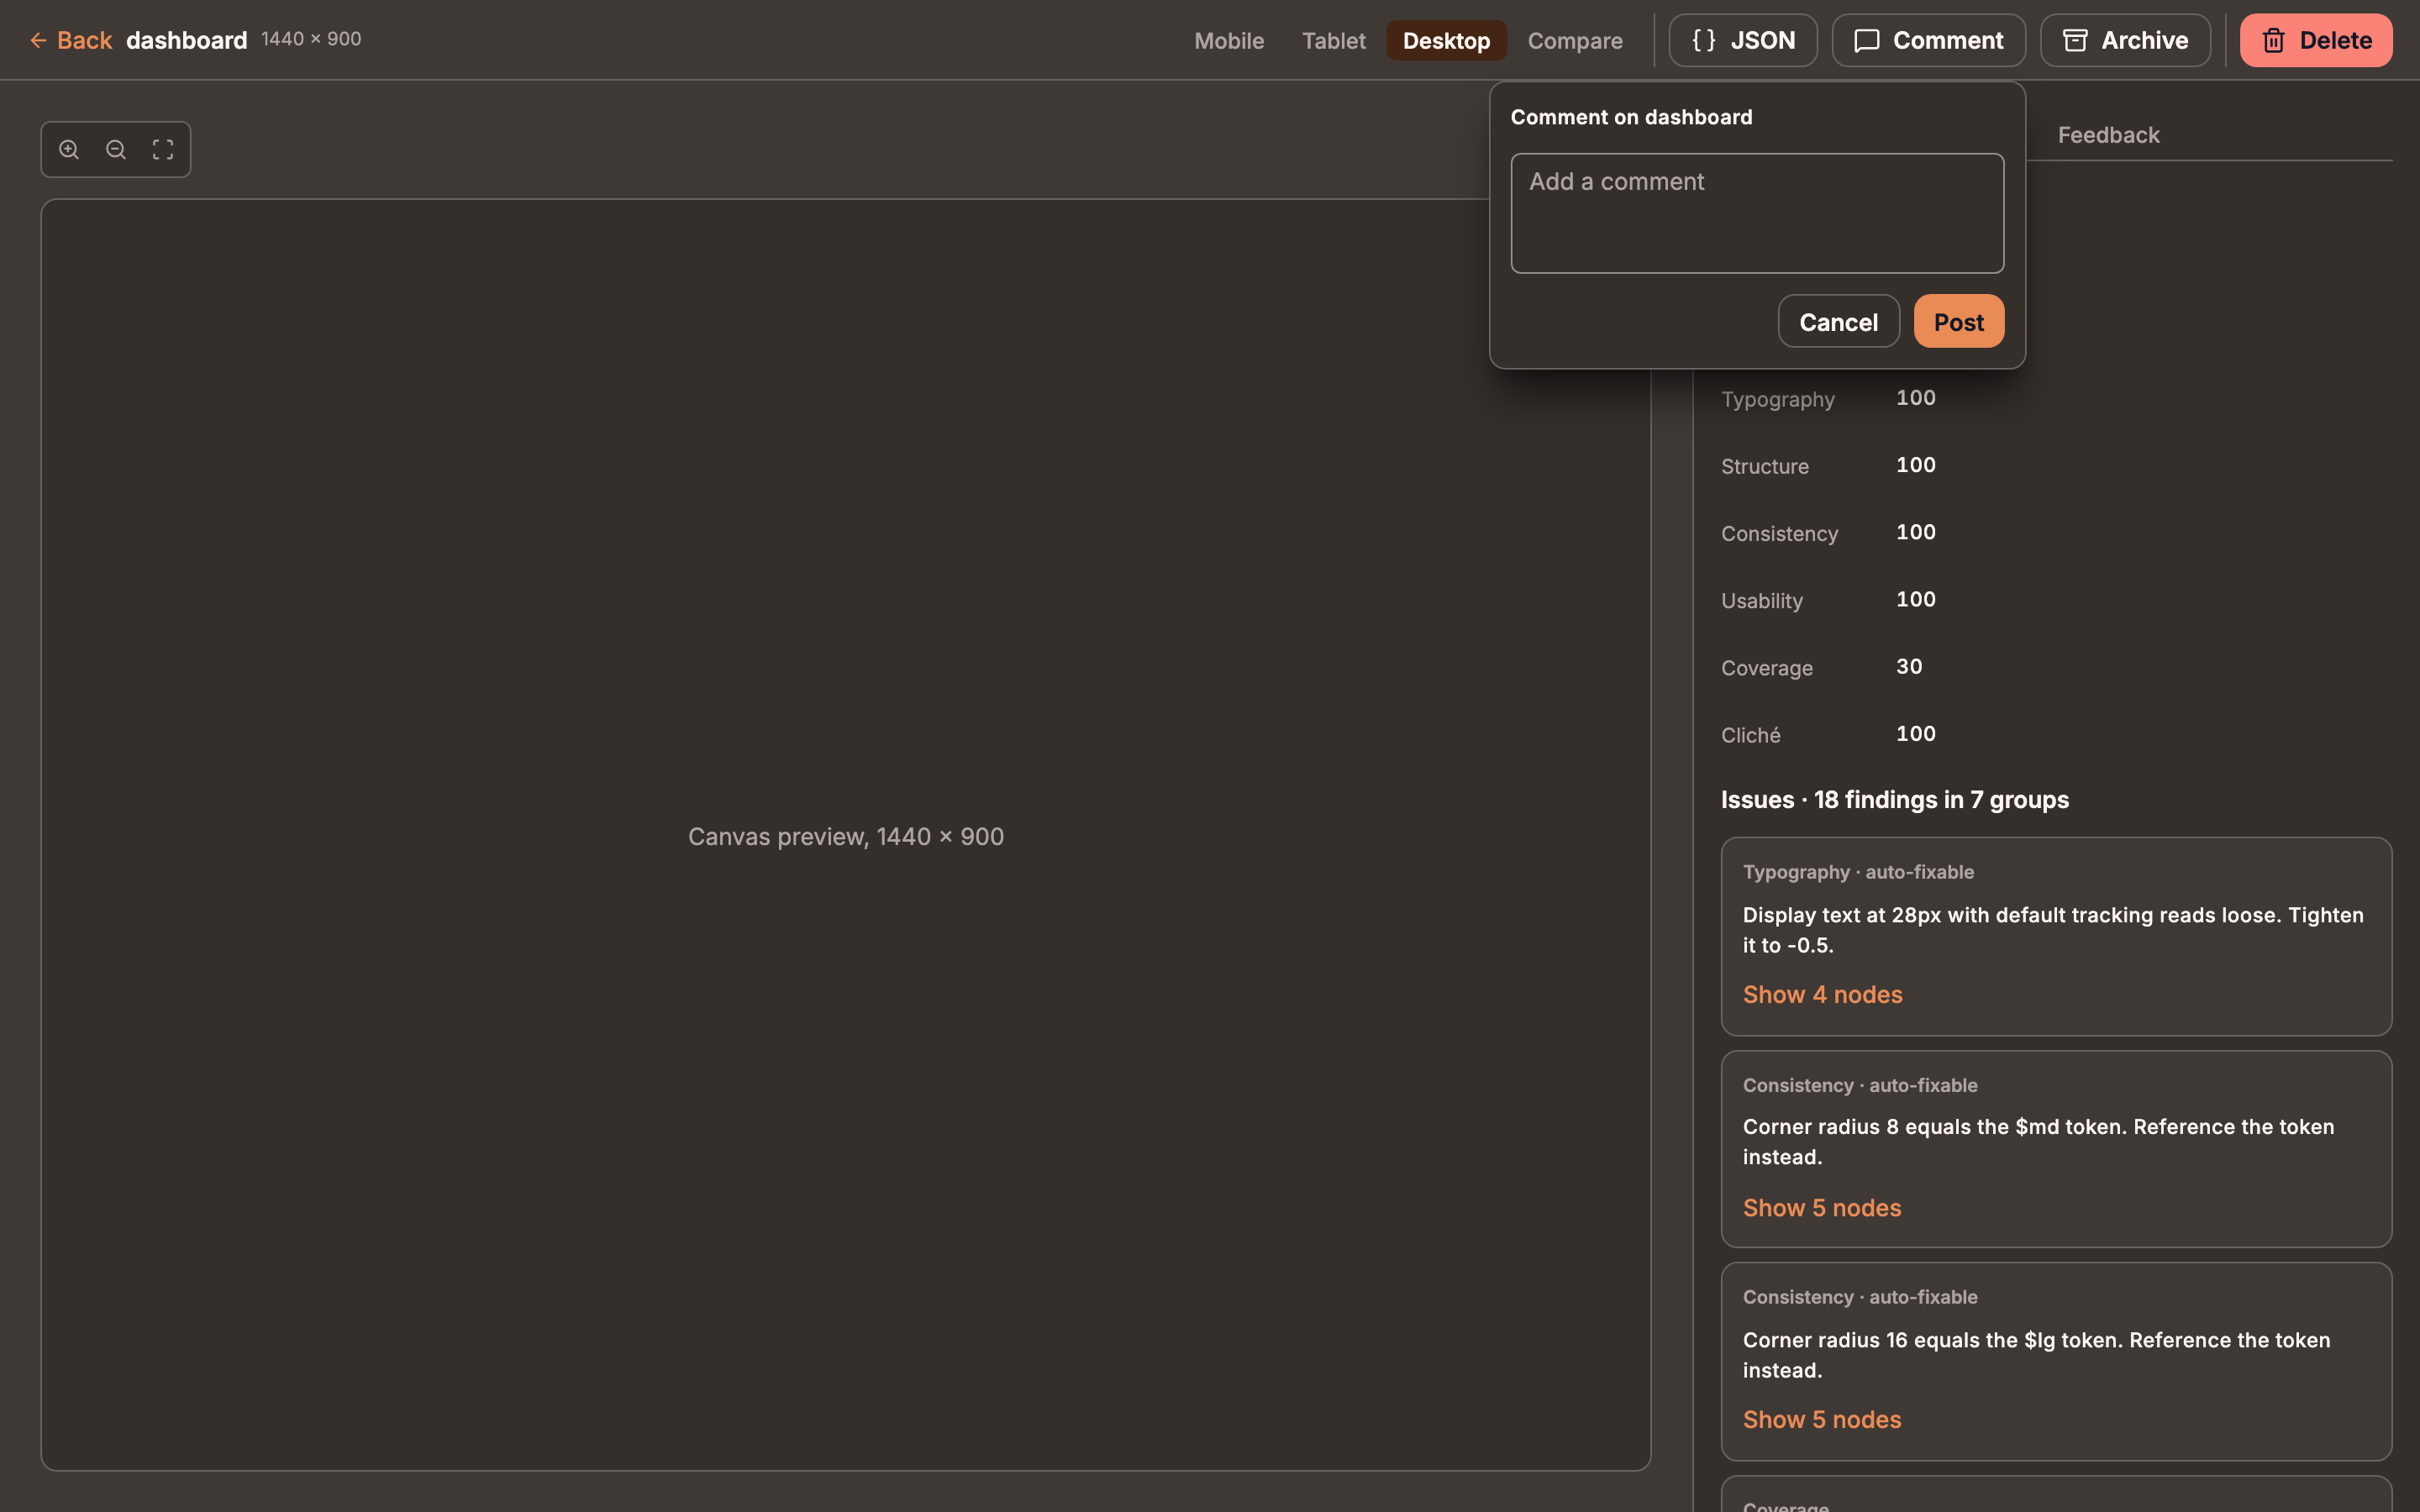 Back dashboard 1440 × 900
Mobile Tablet Desktop Compare
{} JSON Comment Archive Delete
Comment on dashboard
Add a comment
Cancel Post
Feedback
Canvas preview, 1440 × 900
Typography 100
Structure 100
Consistency 100
Usability 100
Coverage 30
Cliché 100
Issues · 18 findings in 7 groups
Typography · auto-fixable
Display text at 28px with default tracking reads loose. Tighten
it to -0.5.
Show 4 nodes
Consistency · auto-fixable
Corner radius 8 equals the $md token. Reference the token
instead.
Show 5 nodes
Consistency · auto-fixable
Corner radius 16 equals the $lg token. Reference the token
instead.
Show 5 nodes
Coverage